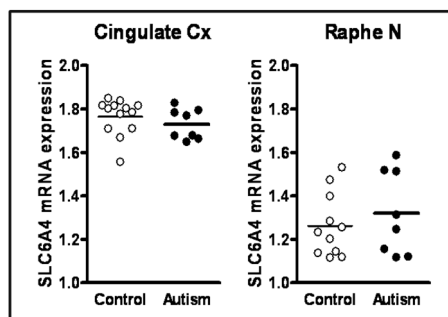 Cingulate Cx
SLC6A4 mRNA expression
2.0
1.8
1.6
1.4
1.2
1.0
Control Autism
Raphe N
SLC6A4 mRNA expression
2.0
1.8
1.6
1.4
1.2
1.0
Control Autism